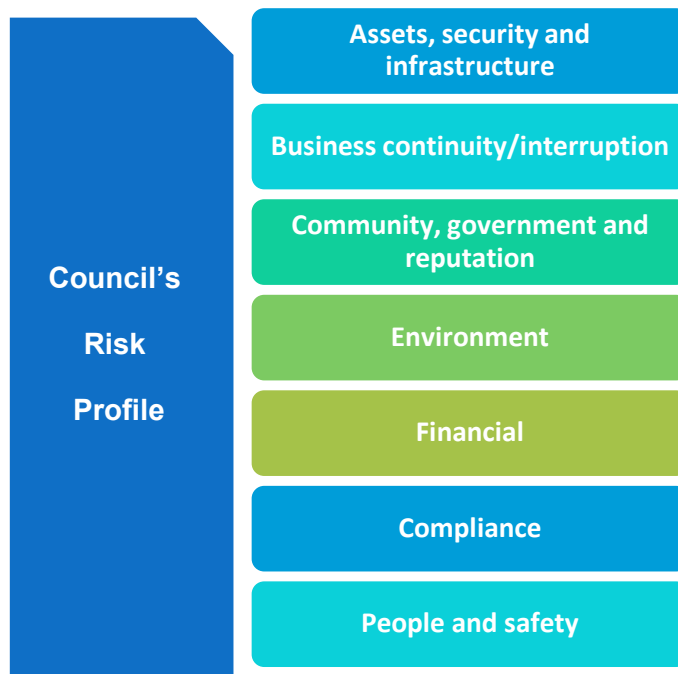 Council’s
Risk
Profile
Assets, security and
infrastructure
Business continuity/interruption
Community, government and
reputation
Environment
Financial
Compliance
People and safety